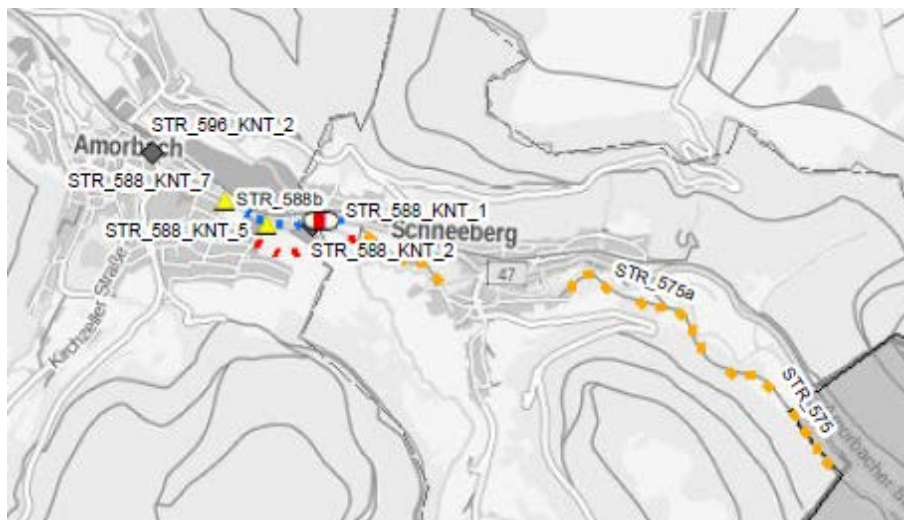 STR_596_KNT_2
Amorbach
STR_588_KNT_7
STR_588b
STR_588_KNT_1
STR_588_KNT_5
Schneeberg
STR_588_KNT_2
47
STR_575a
Kirchzeller Straße
STR_575